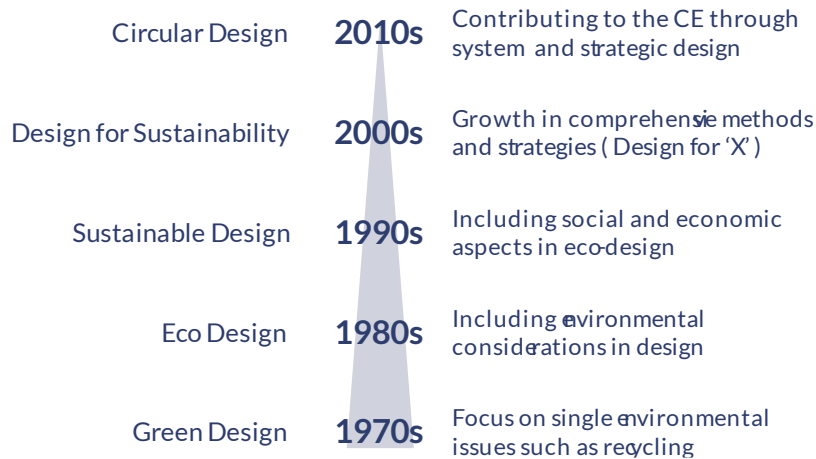 Circular Design
2010s
Contributing to the CE through
system and strategic design
Design for Sustainability
2000s
Growth in comprehensive methods
and strategies ( Design for ‘X’ )
Sustainable Design
1990s
Including social and economic
aspects in eco-design
Eco Design
1980s
Including environmental
considerations in design
Green Design
1970s
Focus on single environmental
issues such as recycling